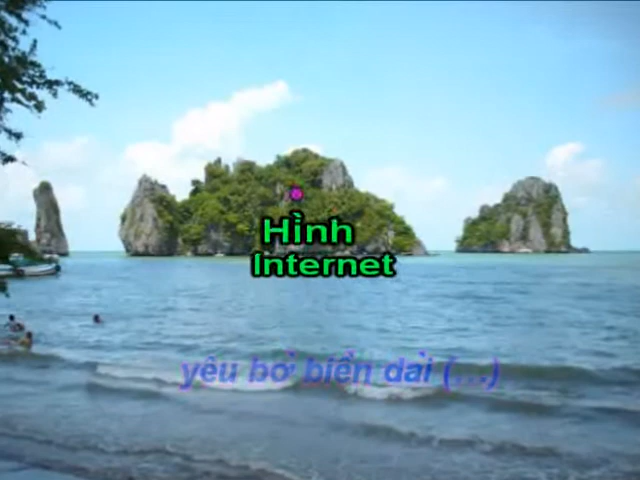 Hình
Internet
yêu bờ biển dài (...)